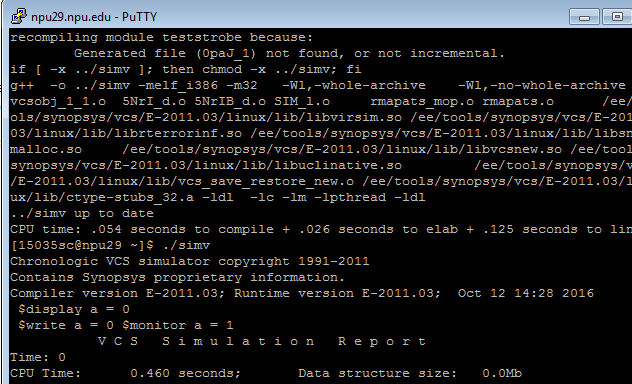 npu29.npu.edu - PuTTY
recompiling module teststrobe because:
Generated file (0paJ_1) not found, or not incremental.
if [ -x ../simv ]; then chmod -x ../simv; fi
g++ -o ../simv -melf_i386 -m32 -Wl,-whole-archive -Wl,-no-whole-archive
vcsobj_1_1.o 5NrI_d.o 5NrIB_d.o SIM_l.o rmapats_mop.o rmapats.o /ee/
ols/synopsys/vcs/E-2011.03/linux/lib/libvirsim.so /ee/tools/synopsys/vcs/E-201
03/linux/lib/librterrorinf.so /ee/tools/synopsys/vcs/E-2011.03/linux/lib/libsn
malloc.so /ee/tools/synopsys/vcs/E-2011.03/linux/lib/libvcsnew.so /ee/tool
synopsys/vcs/E-2011.03/linux/lib/libuclinative.so /ee/tools/synopsys/vcs
/E-2011.03/linux/lib/vcs_save_restore_new.o /ee/tools/synopsys/vcs/E-2011.03/l
ux/lib/ctype-stubs_32.a -ldl -lc -lm -lpthread -ldl
../simv up to date
CPU time: .054 seconds to compile + .026 seconds to elab + .125 seconds to lin
[15035sc@npu29 ~]$ ./simv
Chronologic VCS simulator copyright 1991-2011
Contains Synopsys proprietary information.
Compiler version E-2011.03; Runtime version E-2011.03; Oct 12 14:28 2016
$display a = 0
$write a = 0 $monitor a = 1
V C S S i m u l a t i o n R e p o r t
Time: 0
CPU Time: 0.460 seconds; Data structure size: 0.0Mb